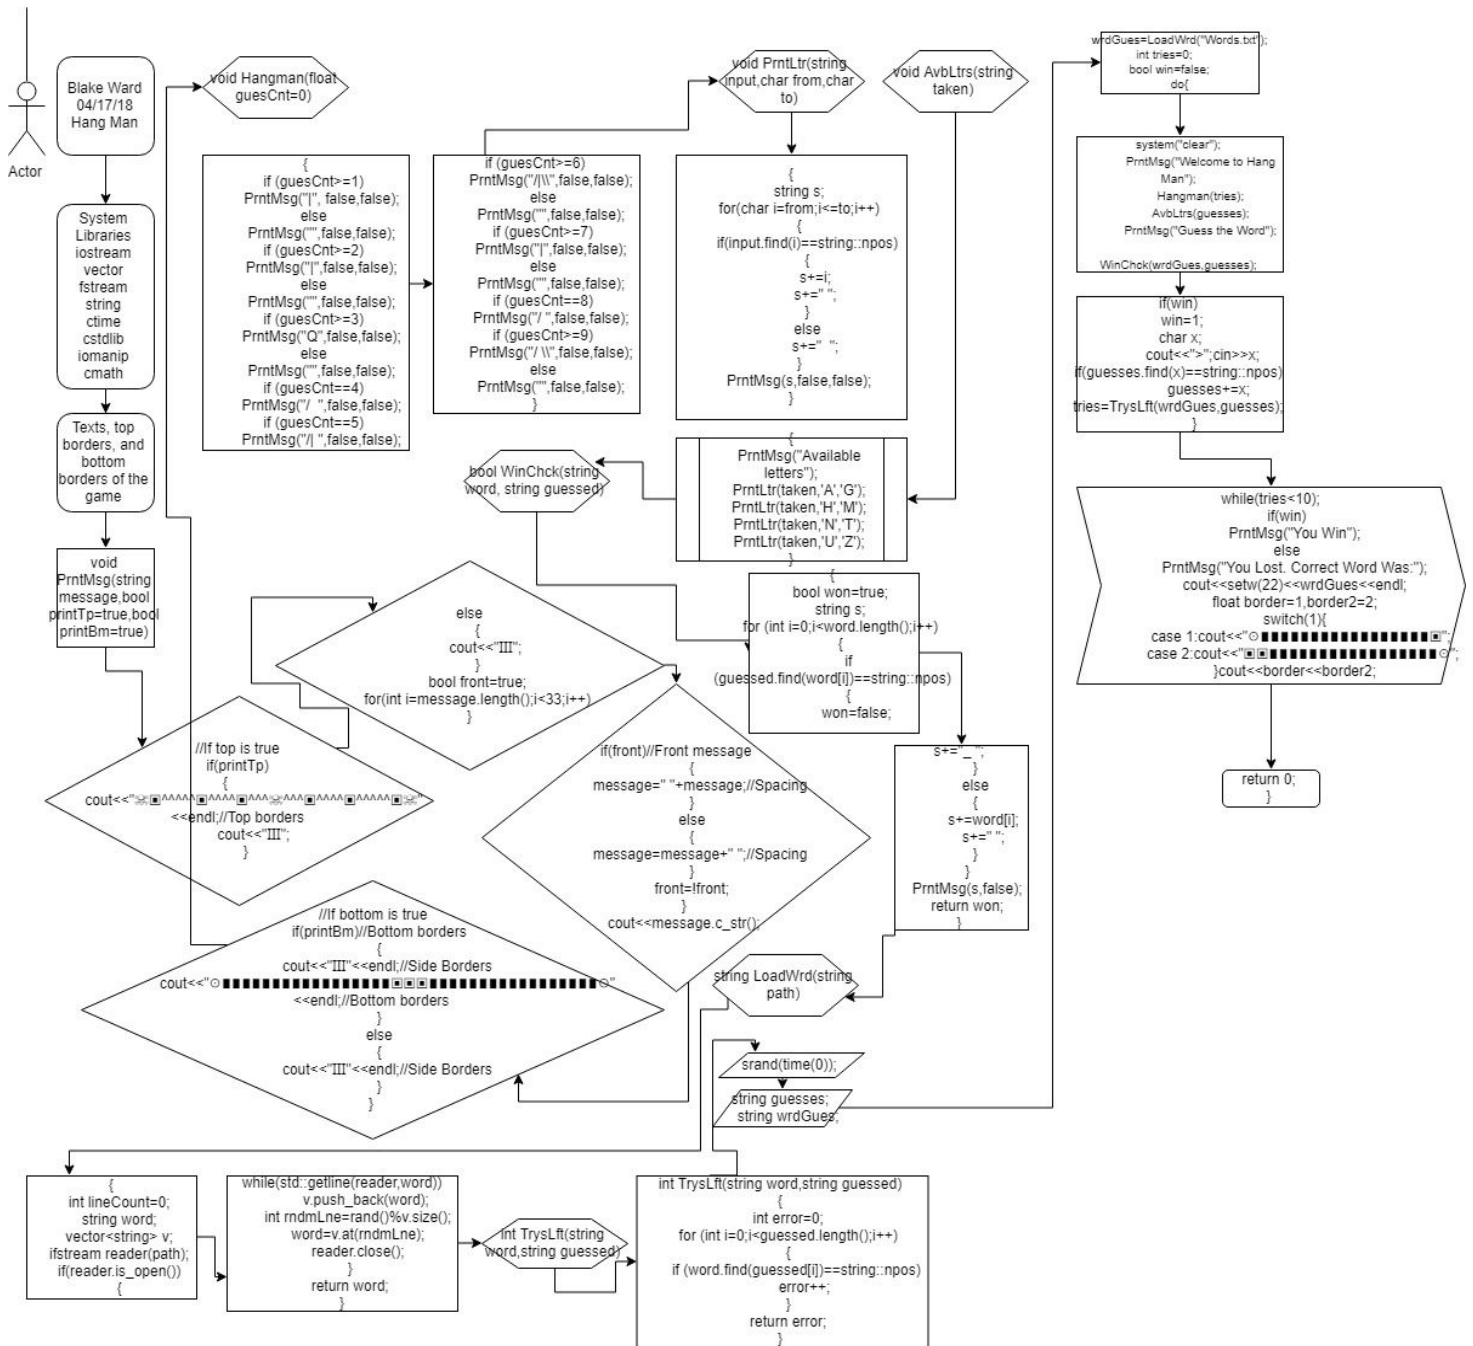 Actor
Blake Ward
04/17/18
Hang Man
System
Libraries
iostream
vector
fstream
string
ctime
cstdlib
iomanip
cmath
Texts, top
borders, and
bottom
borders of the
game
void
PrntMsg(string
message,bool
printTp=true,bool
printBm=true)
//If top is true
if(printTp)
{
cout<<"☠▣^^^^^▣^^^^▣^^^☠^^^▣^^^^▣^^^^^▣☠"
<<endl;//Top borders
cout<<"III";
}
else
{
cout<<"III";
}
bool front=true;
for(int i=message.length();i<33;i++)
}
if(front)//Front message
{
message=" "+message;//Spacing
}
else
{
message=message+" ";//Spacing
}
front=!front;
}
cout<<message.c_str();
//If bottom is true
if(printBm)//Bottom borders
{
cout<<"III"<<endl;//Side Borders
cout<<"⊙∎∎∎∎∎∎∎∎∎∎∎∎∎∎∎∎∎∎▣▣▣∎∎∎∎∎∎∎∎∎∎∎∎∎∎∎∎∎∎⊙"
<<endl;//Bottom borders
}
else
{
cout<<"III"<<endl;//Side Borders
}
}
void Hangman(float
guesCnt=0)
{
if (guesCnt>=1)
PrntMsg("|", false,false);
else
PrntMsg("",false,false);
if (guesCnt>=2)
PrntMsg("|",false,false);
else
PrntMsg("",false,false);
if (guesCnt>=3)
PrntMsg("Q",false,false);
else
PrntMsg("",false,false);
if (guesCnt==4)
PrntMsg("/  ",false,false);
if (guesCnt==5)
PrntMsg("/| ",false,false);
if (guesCnt>=6)
PrntMsg("/|\\",false,false);
else
PrntMsg("",false,false);
if (guesCnt>=7)
PrntMsg("|",false,false);
else
PrntMsg("",false,false);
if (guesCnt==8)
PrntMsg("/ ",false,false);
if (guesCnt>=9)
PrntMsg("/ \\",false,false);
else
PrntMsg("",false,false);
}
void PrntLtr(string
input,char from,char
to)
{
string s;
for(char i=from;i<=to;i++)
{
if(input.find(i)==string::npos)
{
s+=i;
s+=" ";
}
else
s+="  ";
}
PrntMsg(s,false,false);
}
void AvbLtrs(string
taken)
{
PrntMsg("Available
letters");
PrntLtr(taken,'A','G');
PrntLtr(taken,'H','M');
PrntLtr(taken,'N','T');
PrntLtr(taken,'U','Z');
}
bool WinChck(string
word, string guessed)
{
bool won=true;
string s;
for (int i=0;i<word.length();i++)
{
if
(guessed.find(word[i])==string::npos)
{
won=false;
s+="_ ";
}
else
{
s+=word[i];
s+=" ";
}
}
PrntMsg(s,false);
return won;
}
string LoadWrd(string
path)
{
int lineCount=0;
string word;
vector<string> v;
ifstream reader(path);
if(reader.is_open())
{
while(std::getline(reader,word))
v.push_back(word);
int rndmLne=rand()%v.size();
word=v.at(rndmLne);
reader.close();
}
return word;
}
int TrysLft(string
word,string guessed)
int TrysLft(string word,string guessed)
{
int error=0;
for (int i=0;i<guessed.length();i++)
{
if (word.find(guessed[i])==string::npos)
error++;
}
return error;
}
srand(time(0));
string guesses;
string wrdGues;
wrdGues=LoadWrd("Words.txt");
int tries=0;
bool win=false;
do{
system("clear");
PrntMsg("Welcome to Hang
Man");
Hangman(tries);
AvbLtrs(guesses);
PrntMsg("Guess the Word");
WinChck(wrdGues,guesses);
if(win)
win=1;
char x;
cout<<">";cin>>x;
if(guesses.find(x)==string::npos)
guesses+=x;
tries=TrysLft(wrdGues,guesses);
}
while(tries<10);
if(win)
PrntMsg("You Win");
else
PrntMsg("You Lost. Correct Word Was:");
cout<<setw(22)<<wrdGues<<endl;
float border=1,border2=2;
switch(1){
case 1:cout<<"⊙∎∎∎∎∎∎∎∎∎∎∎∎∎∎∎∎∎∎▣";
case 2:cout<<"▣▣∎∎∎∎∎∎∎∎∎∎∎∎∎∎∎∎∎∎⊙";
}cout<<border<<border2;
return 0;
}